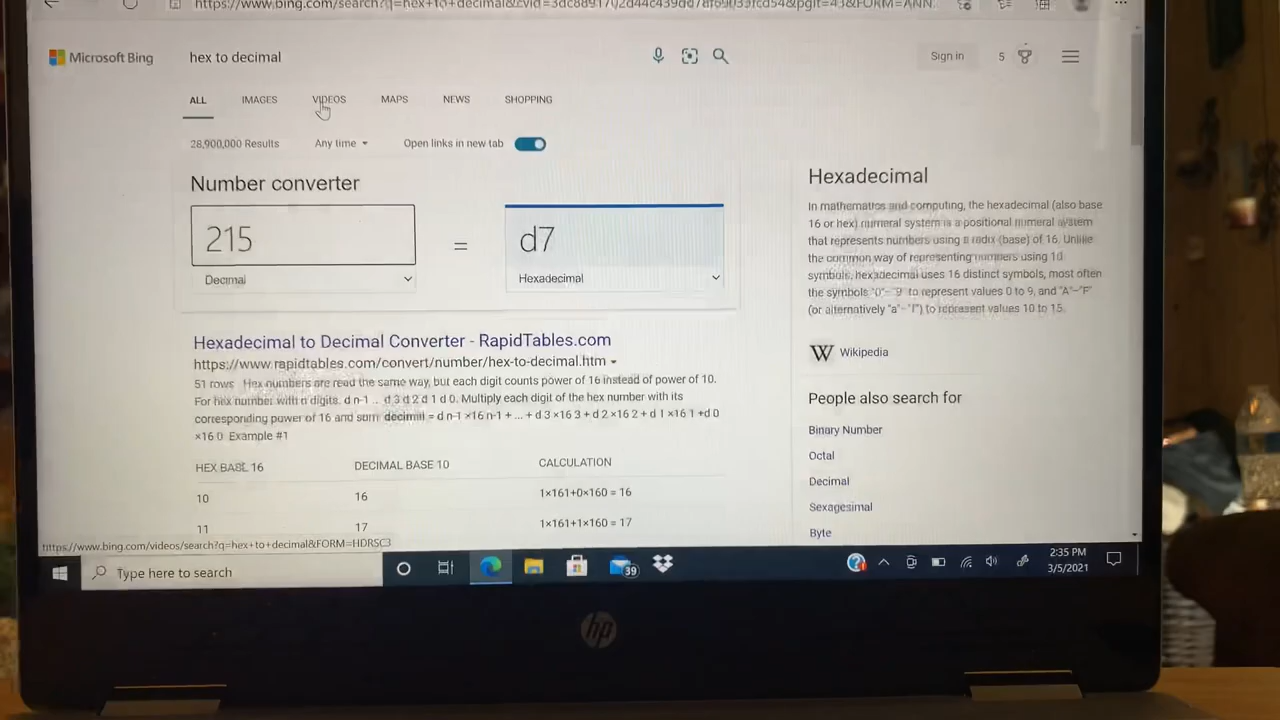 Microsoft Bing
hex to decimal
Sign in
5
ALL
IMAGES
VIDEOS
MAPS
NEWS
SHOPPING
28,900,000 Results
Any time
Open links in new tab
Number converter
215
=
d7
Decimal
Hexadecimal
Hexadecimal to Decimal Converter - RapidTables.com
https://www.rapidtables.com/convert/number/hex-to-decimal.htm
51 rows Hex numbers are read the same way, but each digit counts power of 16 instead of power of 10.
For hex number with n digits. d n-1 .. d 3 d 2 d 1 d 0. Multiply each digit of the hex number with its
corresponding power of 16 and sum: decimal = d n-1 ×16 n-1 + ... + d 3 ×16 3 + d 2 ×16 2 + d 1 ×16 1 +d 0
×16 0 Example #1
HEX BASE 16
DECIMAL BASE 10
CALCULATION
10
16
1×161+0×160 = 16
11
17
1×161+1×160 = 17
https://www.bing.com/videos/search?q=hex+to+decimal&FORM=HDRSC3
Hexadecimal
In mathematics and computing, the hexadecimal (also base
16 or hex) numeral system is a positional numeral system
that represents numbers using a radix (base) of 16. Unlike
the common way of representing numbers using 10
symbols, hexadecimal uses 16 distinct symbols, most often
the symbols "0"–"9" to represent values 0 to 9, and "A"–"F"
(or alternatively "a"–"f") to represent values 10 to 15.
W Wikipedia
People also search for
Binary Number
Octal
Decimal
Sexagesimal
Byte
Type here to search
39
2:35 PM
3/5/2021
hp